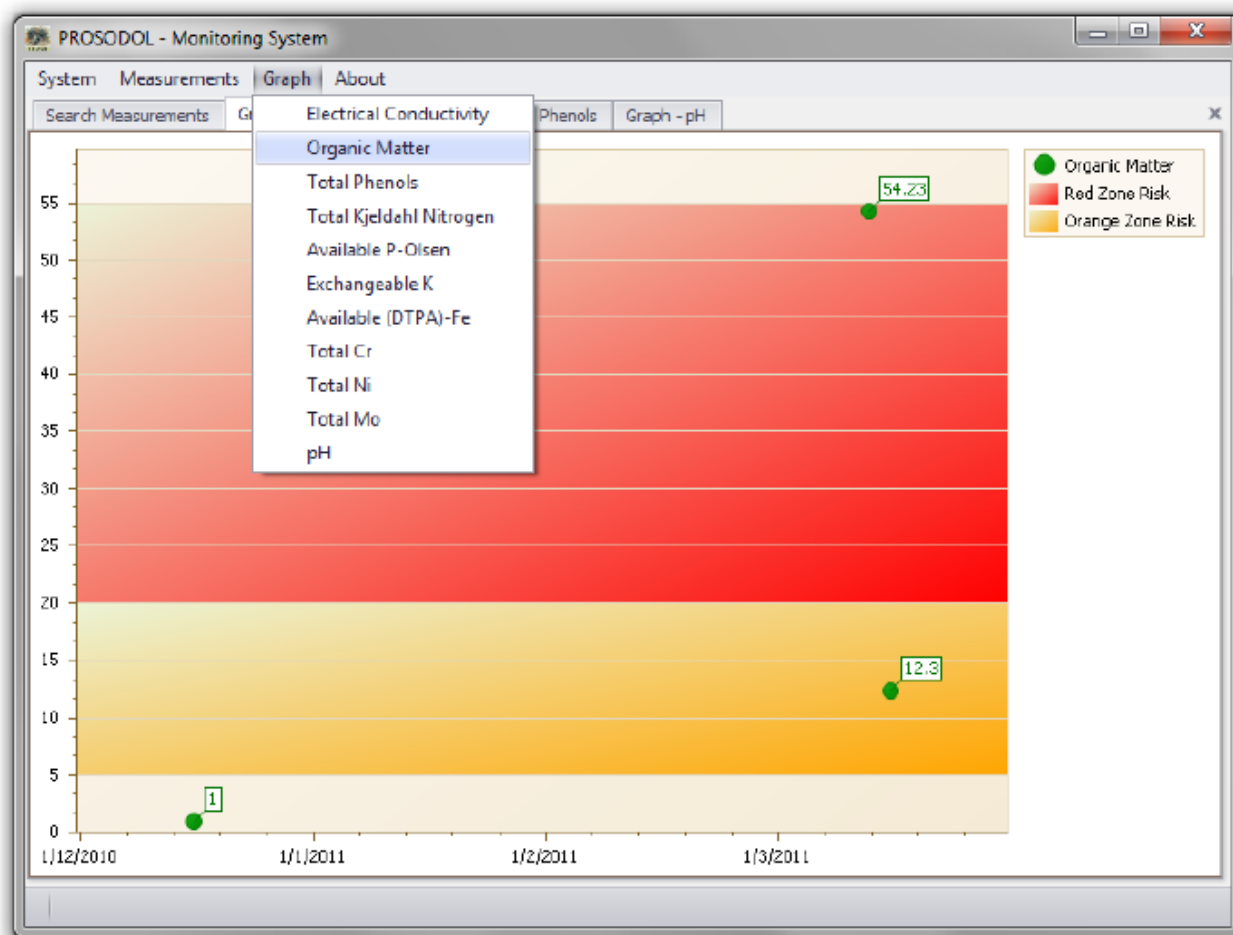 PROSODOL - Monitoring System
System Measurements Graph About
Search Measurements Gr Phenols Graph - pH
Electrical Conductivity
Organic Matter
Total Phenols
Total Kjeldahl Nitrogen
Available P-Olsen
Exchangeable K
Available (DTPA)-Fe
Total Cr
Total Ni
Total Mo
pH
Organic Matter
Red Zone Risk
Orange Zone Risk
54.23
12.3
1
55
50
45
40
35
30
25
20
15
10
5
0
1/12/2010 1/1/2011 1/2/2011 1/3/2011